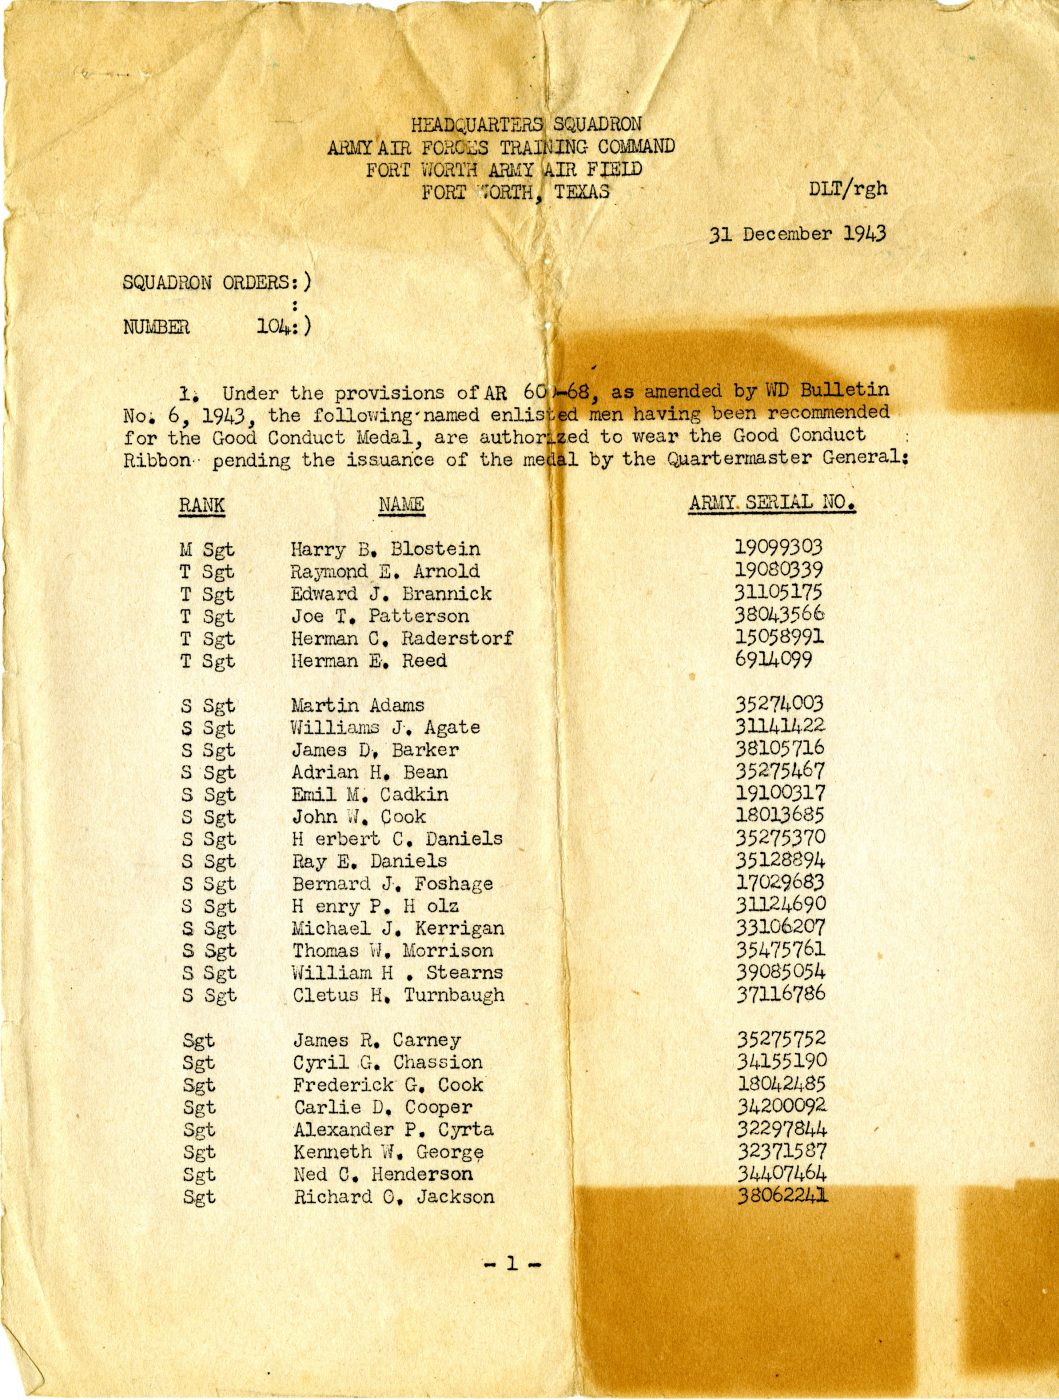 HEADQUARTERS SQUADRON
ARMY AIR FORCES TRAINING COMMAND
FORT WORTH ARMY AIR FIELD
FORT WORTH, TEXAS
DLT/rgh
31 December 1943
SQUADRON ORDERS:)
:
NUMBER 104:)
1. Under the provisions of AR 600-68, as amended by WD Bulletin
No. 6, 1943, the following named enlisted men having been recommended
for the Good Conduct Medal, are authorized to wear the Good Conduct
Ribbon pending the issuance of the medal by the Quartermaster General:
RANK NAME ARMY SERIAL NO.
M Sgt Harry B. Blostein 19099303
T Sgt Raymond E. Arnold 19080339
T Sgt Edward J. Brannick 31105175
T Sgt Joe T. Patterson 38043566
T Sgt Herman C. Raderstorf 15058991
T Sgt Herman E. Reed 6914099
S Sgt Martin Adams 35274003
S Sgt Williams J. Agate 31141422
S Sgt James D. Barker 38105716
S Sgt Adrian H. Bean 35275467
S Sgt Emil M. Cadkin 19100317
S Sgt John W. Cook 18013685
S Sgt H erbert C. Daniels 35275370
S Sgt Ray E. Daniels 35128894
S Sgt Bernard J. Foshage 17029683
S Sgt H enry P. H olz 31124690
S Sgt Michael J. Kerrigan 33106207
S Sgt Thomas W. Morrison 35475761
S Sgt William H . Stearns 39085054
S Sgt Cletus H. Turnbaugh 37116786
Sgt James R. Carney 35275752
Sgt Cyril G. Chassion 34155190
Sgt Frederick G. Cook 18042485
Sgt Carlie D. Cooper 34200092
Sgt Alexander P. Cyrta 32297844
Sgt Kenneth W. George 32371587
Sgt Ned C. Henderson 34407464
Sgt Richard O. Jackson 38062241
- 1 -